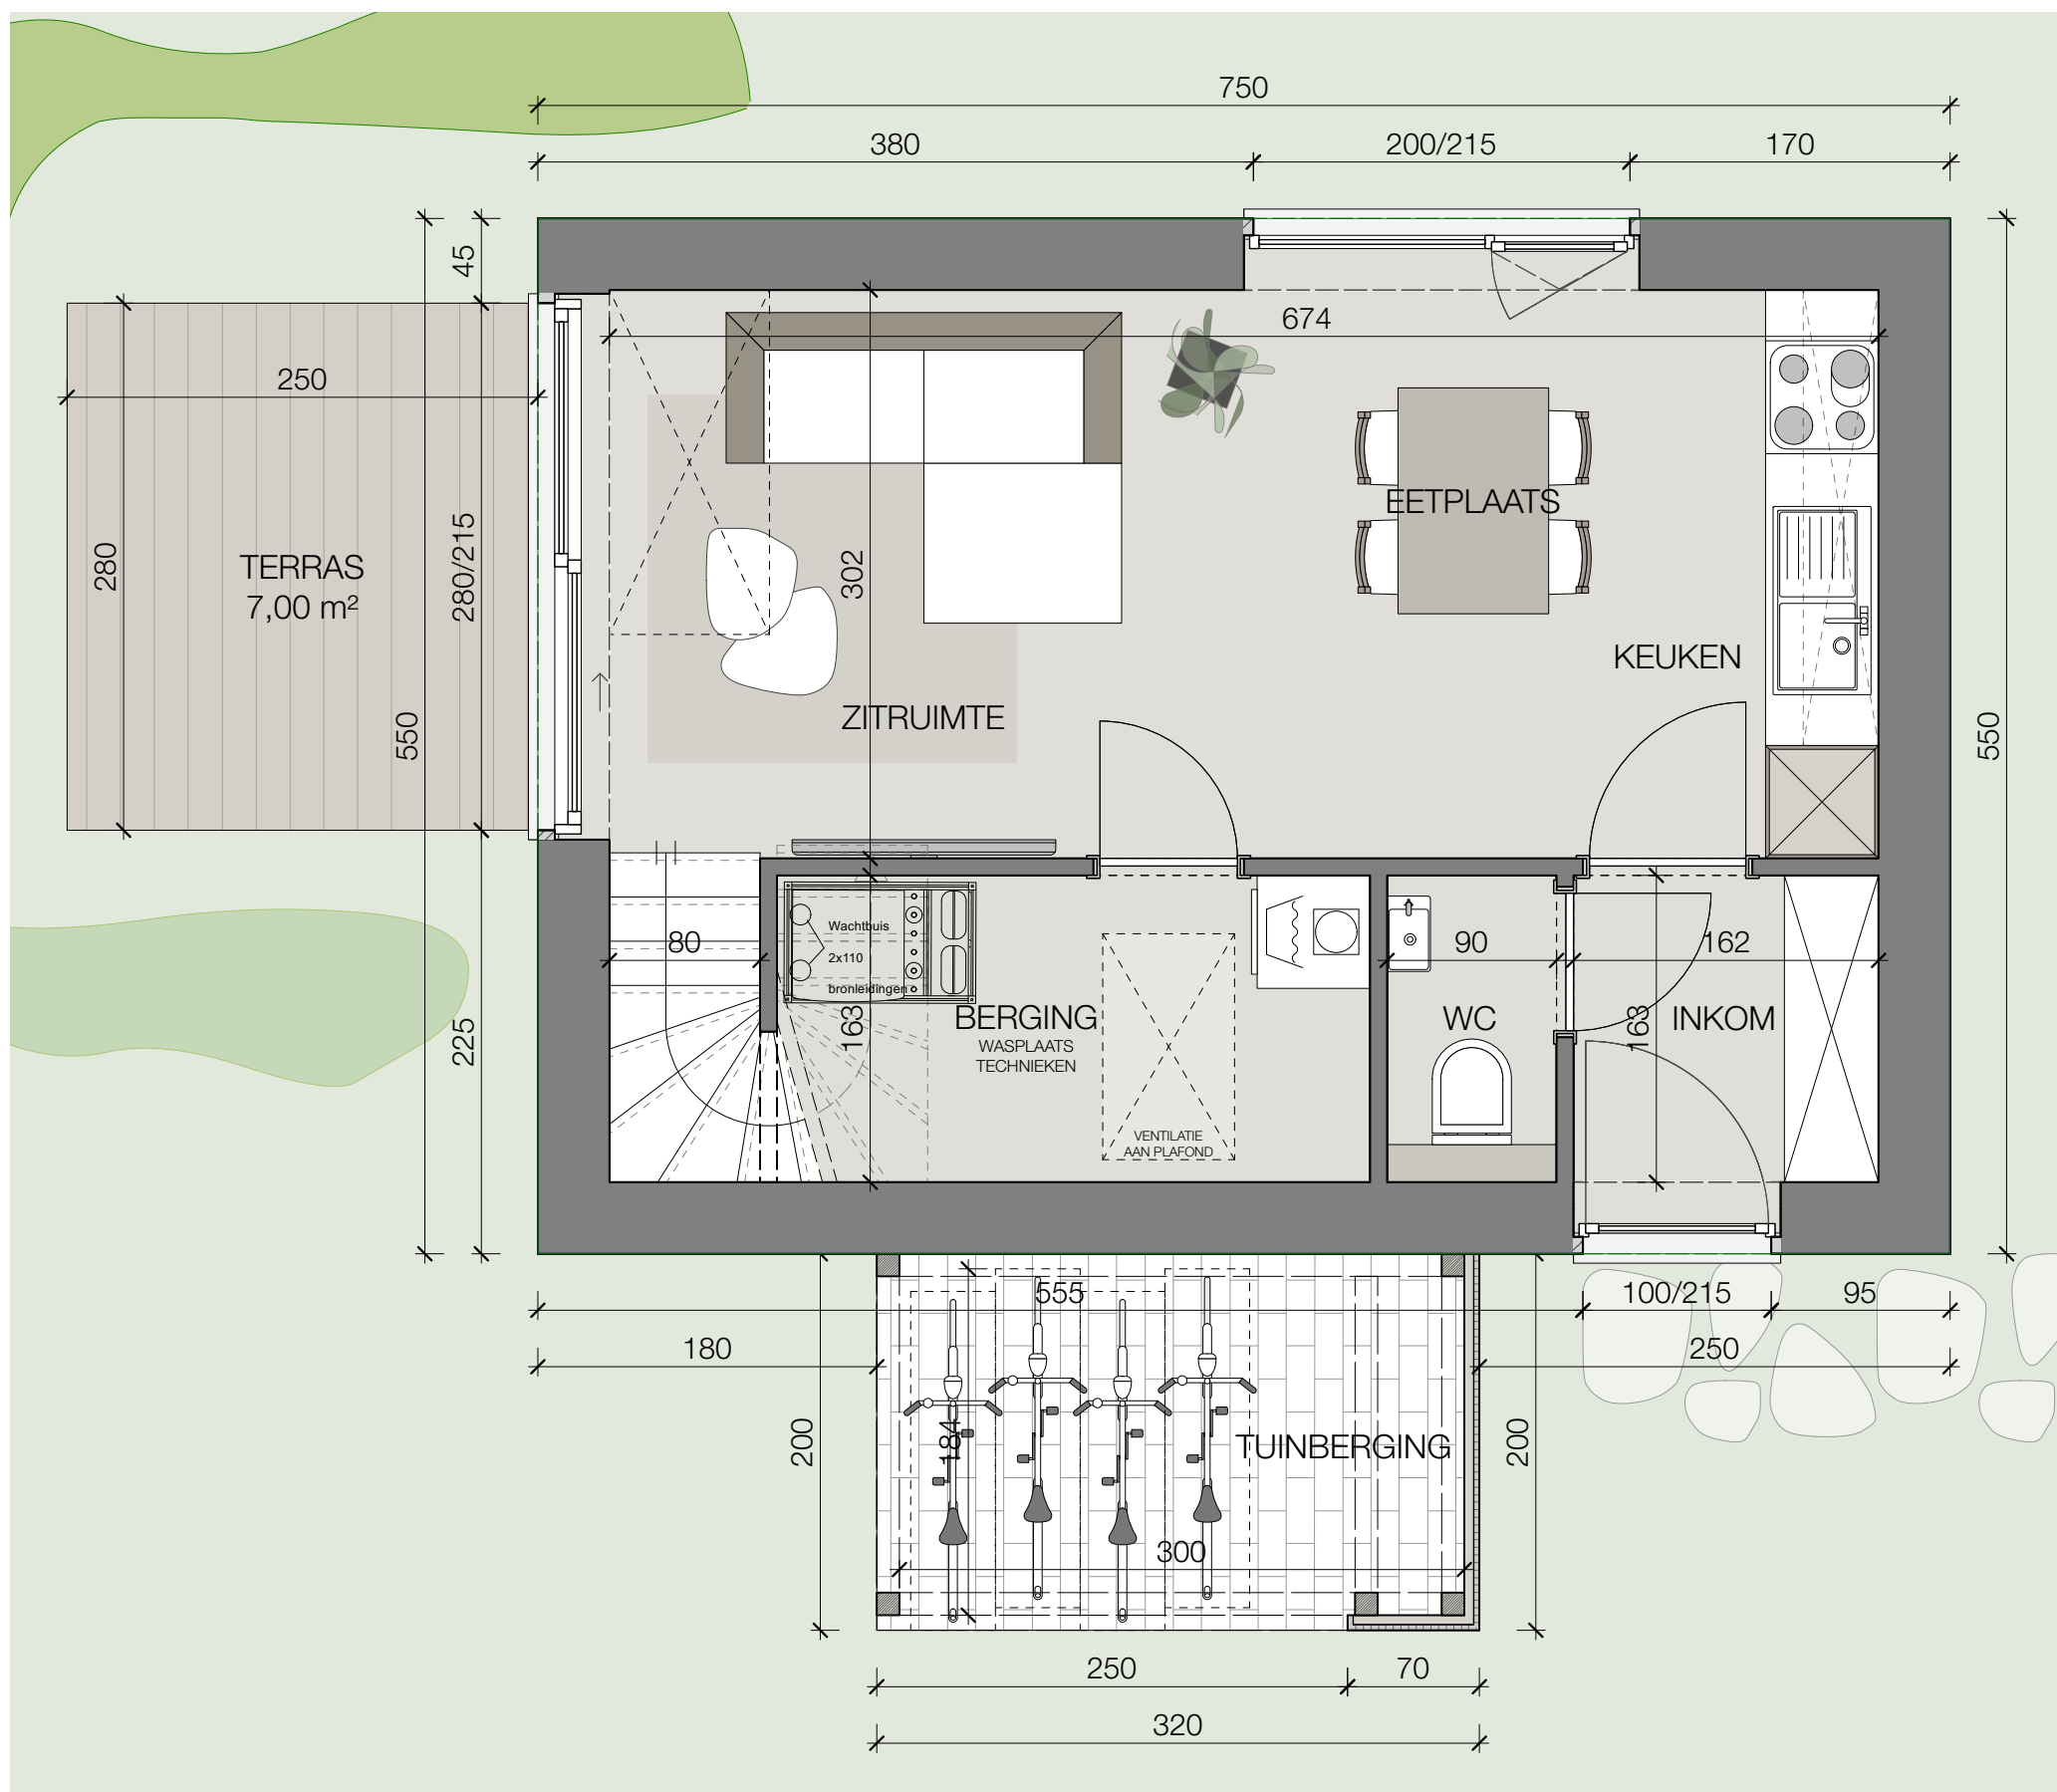 750
380
200/215
170
45
674
250
280
TERRAS
7,00 m²
280/215
302
EETPLAATS
KEUKEN
ZITRUIMTE
550
550
80
Wachtbuis
2x110
bronleidingen
90
162
163
BERGING
WASPLAATS
TECHNIEKEN
WC
163
INKOM
225
VENTILATIE
AAN PLAFOND
555
100/215
95
180
250
200
184
TUINBERGING
200
300
250
70
320